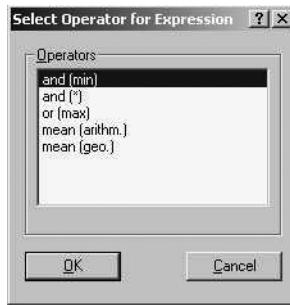 Select Operator for Expression
Operators
and (min)
and (*)
or (max)
mean (arithm.)
mean (geo.)
OK
Cancel